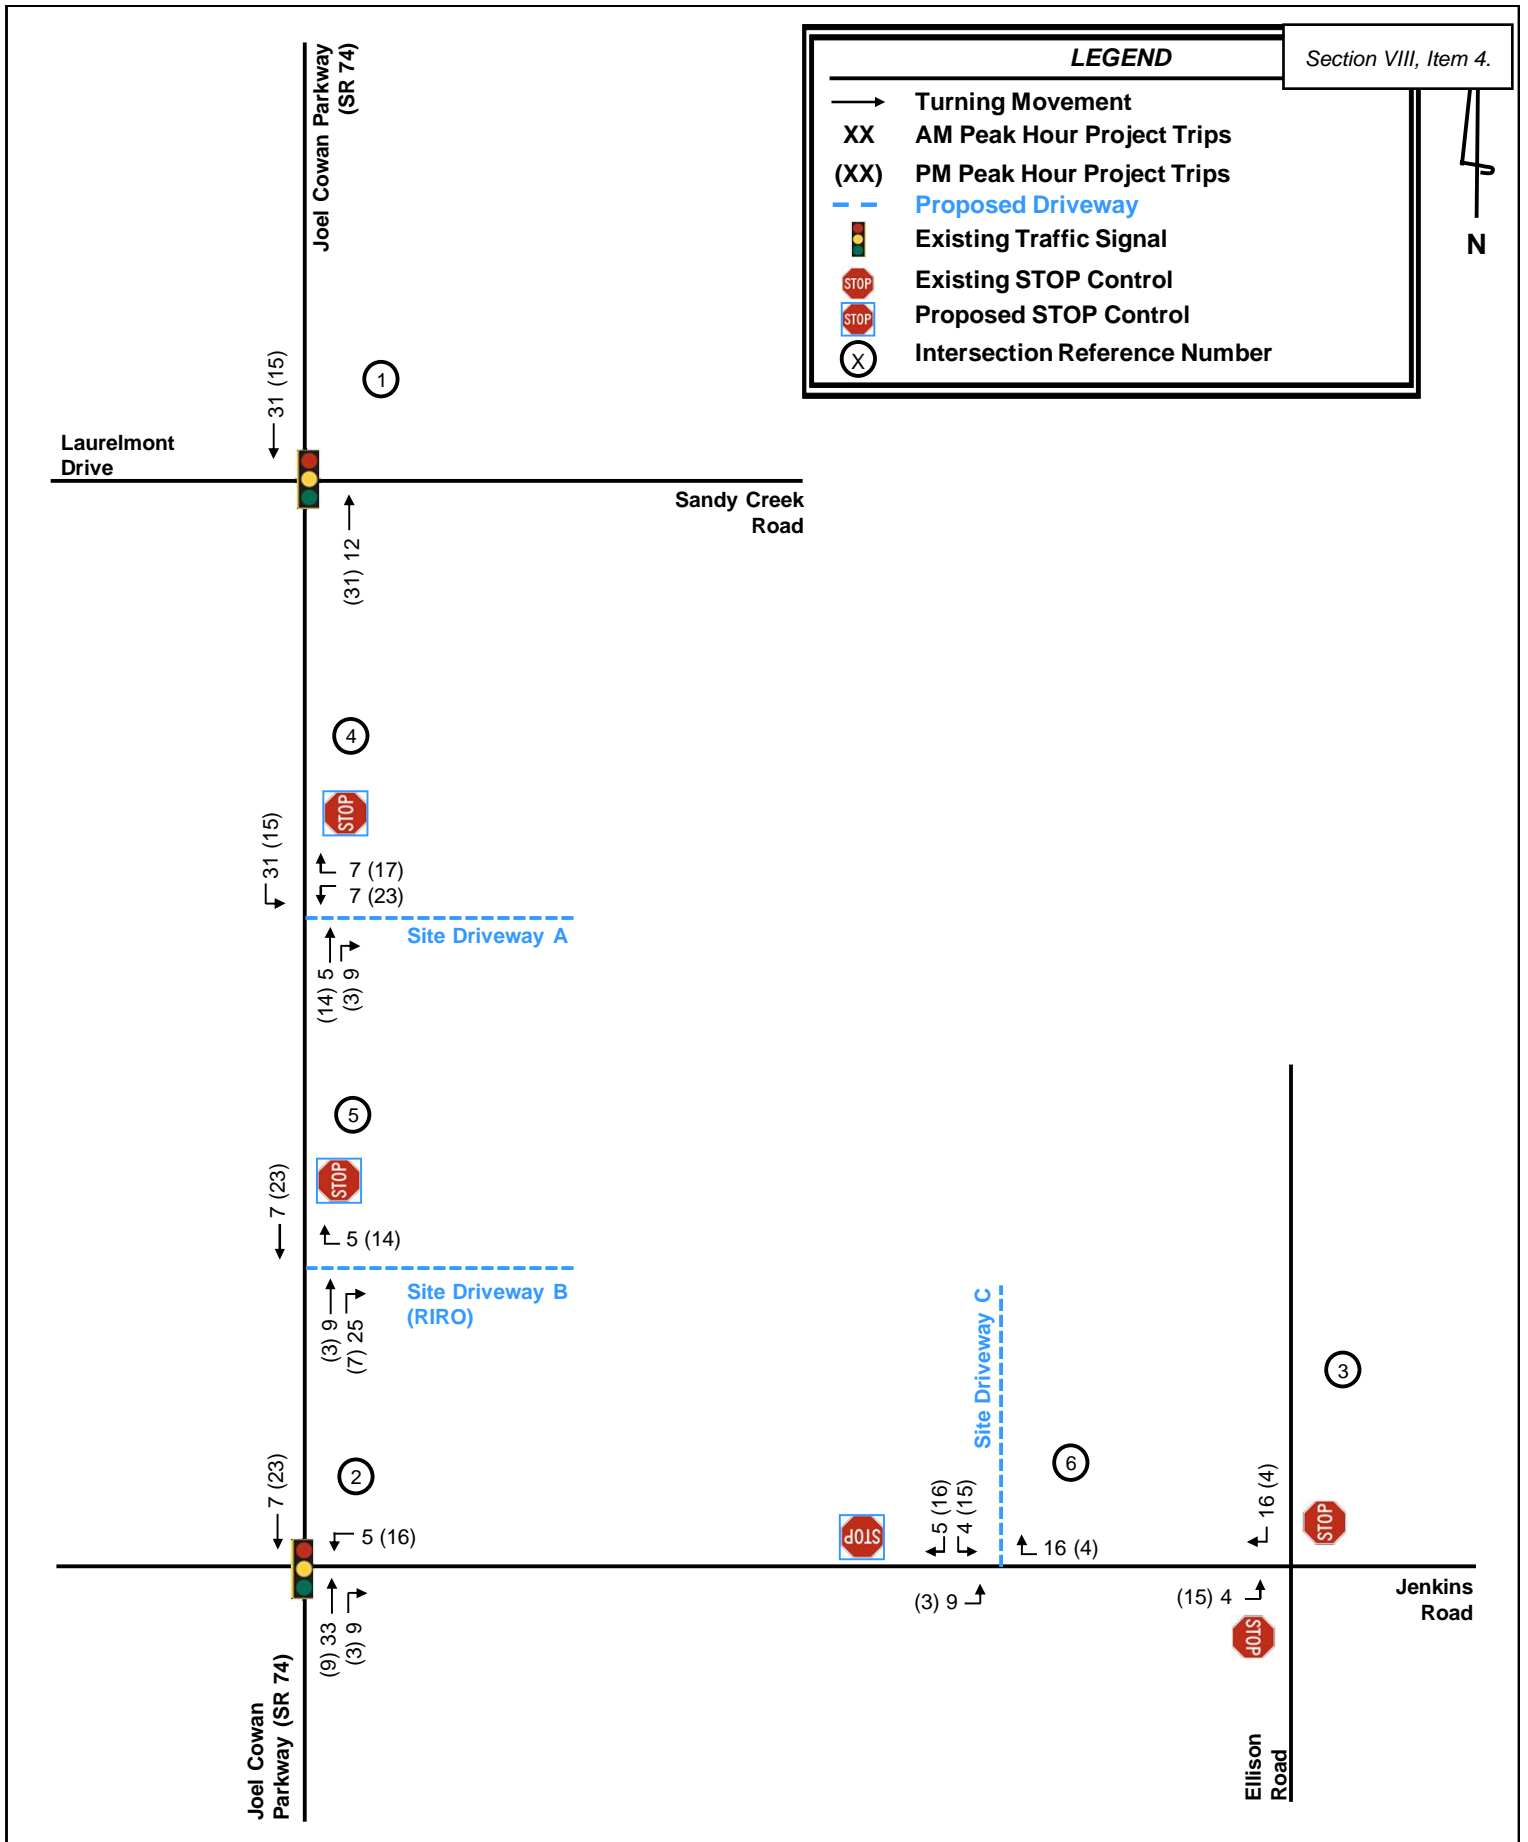 Joel Cowan Parkway
(SR 74)
LEGEND
Section VIII, Item 4.
Turning Movement
XX AM Peak Hour Project Trips
(XX) PM Peak Hour Project Trips
Proposed Driveway
Existing Traffic Signal
STOP Existing STOP Control
STOP Proposed STOP Control
X Intersection Reference Number
N
31 (15)
1
Laurelmont
Drive
Sandy Creek
Road
(31) 12
4
STOP
31 (15)
7 (17)
7 (23)
Site Driveway A
(14) 5
(3) 9
5
STOP
7 (23)
5 (14)
Site Driveway B
(RIRO)
(3) 9
(7) 25
Site Driveway C
3
7 (23)
2
5 (16)
6
STOP
5 (16)
4 (15)
16 (4)
16 (4)
STOP
(3) 9
(15) 4
STOP
Jenkins
Road
(9) 33
(3) 9
Joel Cowan
Parkway (SR 74)
Ellison
Road